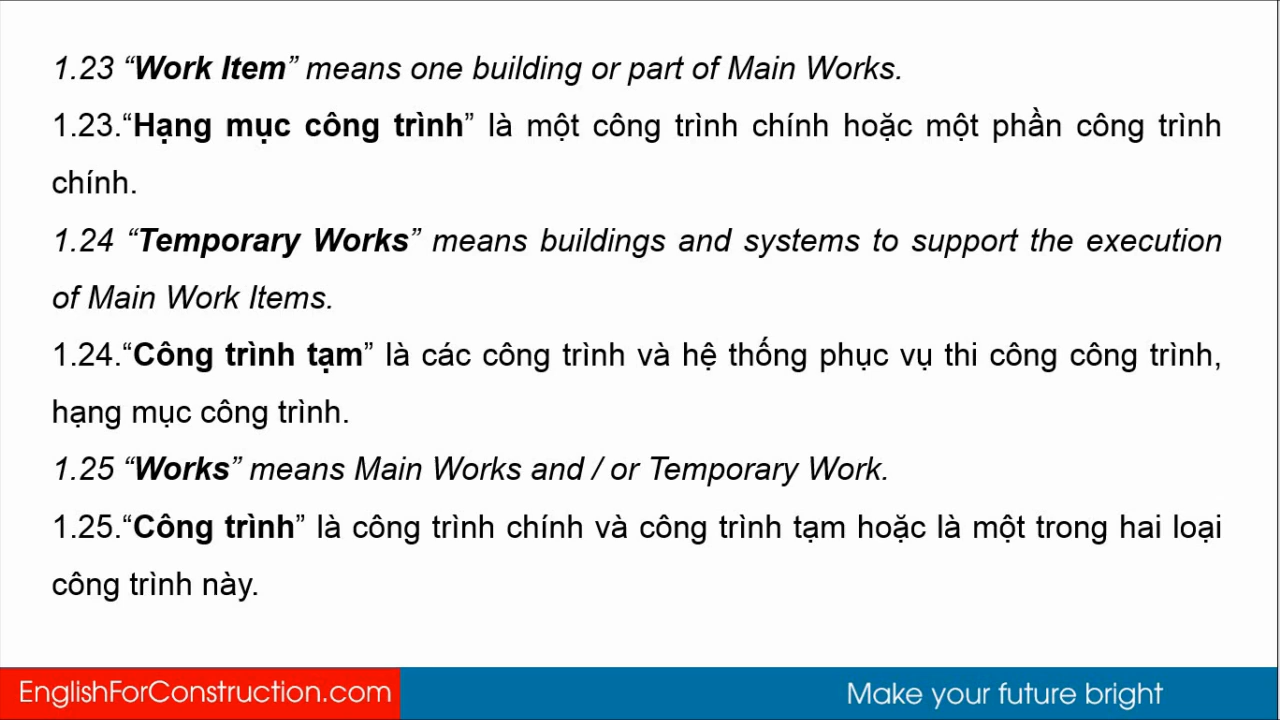 1.23 “Work Item” means one building or part of Main Works.
1.23.“Hạng mục công trình” là một công trình chính hoặc một phần công trình
chính.
1.24 “Temporary Works” means buildings and systems to support the execution
of Main Work Items.
1.24.“Công trình tạm” là các công trình và hệ thống phục vụ thi công công trình,
hạng mục công trình.
1.25 “Works” means Main Works and / or Temporary Work.
1.25.“Công trình” là công trình chính và công trình tạm hoặc là một trong hai loại
công trình này.
EnglishForConstruction.com
Make your future bright